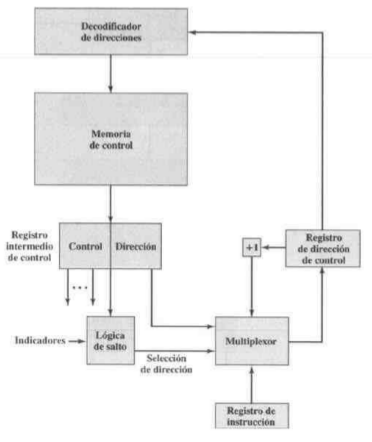 Decodificador
de direcciones
Memoria
de control
Registro
intermedio
de control
Control
Dirección
+1
Registro
de dirección
de control
...
Indicadores
Lógica
de salto
Multiplexor
Selección
de dirección
Registro de
instrucción